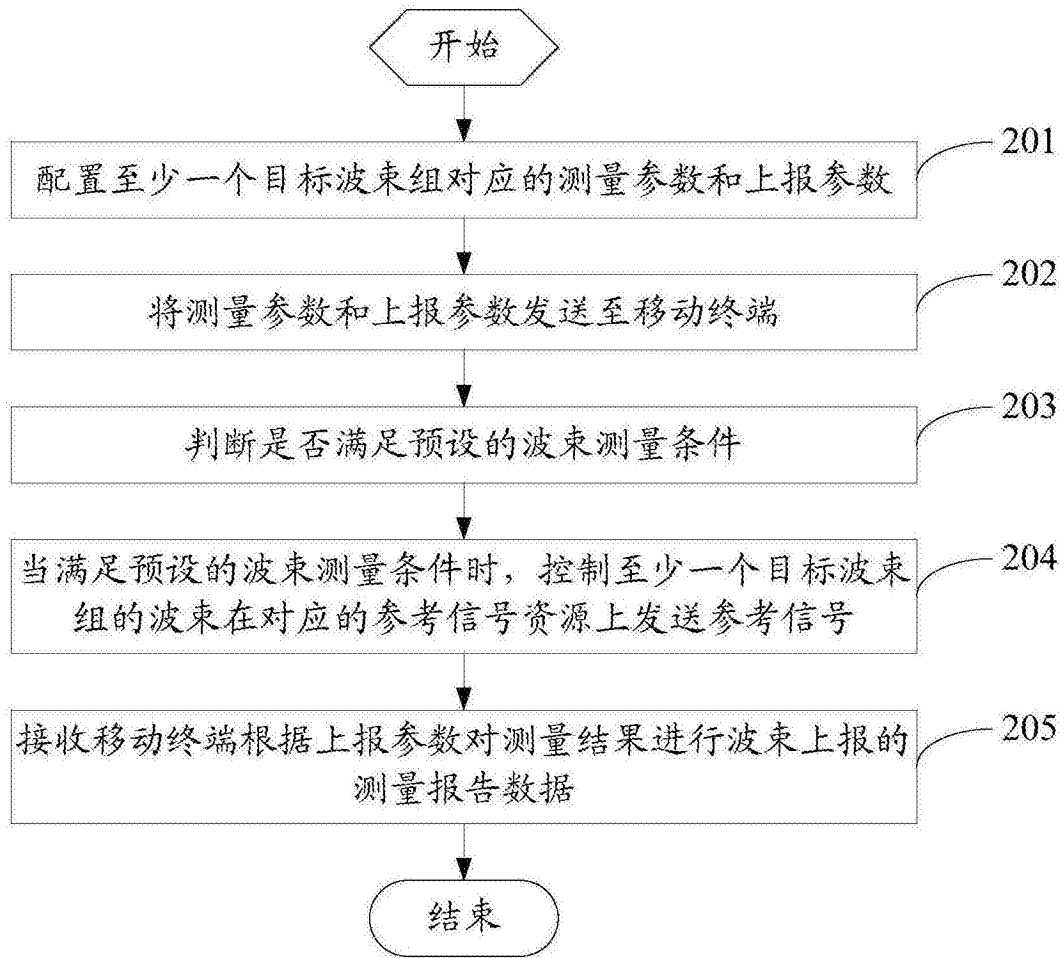 开始
201
配置至少一个目标波束组对应的测量参数和上报参数
202
将测量参数和上报参数发送至移动终端
203
判断是否满足预设的波束测量条件
204
当满足预设的波束测量条件时，控制至少一个目标波束
组的波束在对应的参考信号资源上发送参考信号
205
接收移动终端根据上报参数对测量结果进行波束上报的
测量报告数据
结束